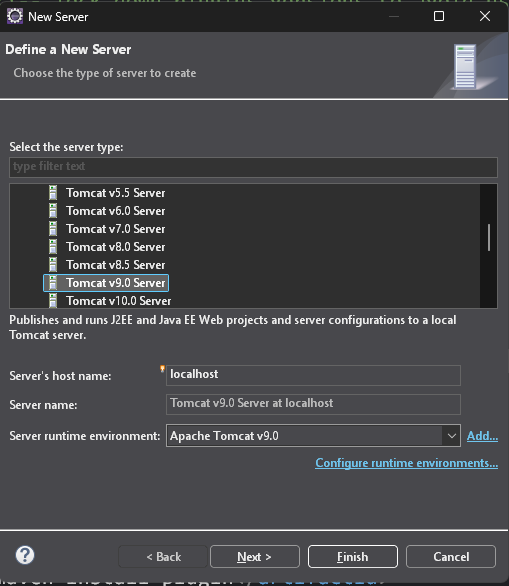 New Server
Define a New Server
Choose the type of server to create
Select the server type:
type filter text
Tomcat v5.5 Server
Tomcat v6.0 Server
Tomcat v7.0 Server
Tomcat v8.0 Server
Tomcat v8.5 Server
Tomcat v9.0 Server
Tomcat v10.0 Server
Publishes and runs J2EE and Java EE Web projects and server configurations to a local
Tomcat server.
Server's host name: localhost
Server name: Tomcat v9.0 Server at localhost
Server runtime environment: Apache Tomcat v9.0 Add...
Configure runtime environments...
? < Back Next > Finish Cancel